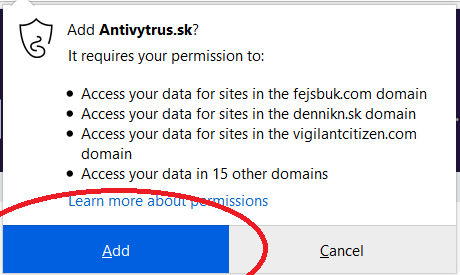 Add Antivytrus.sk?
It requires your permission to:
• Access your data for sites in the fejsbuk.com domain
• Access your data for sites in the dennikn.sk domain
• Access your data for sites in the vigilantcitizen.com
domain
• Access your data in 15 other domains
Learn more about permissions
Add
Cancel